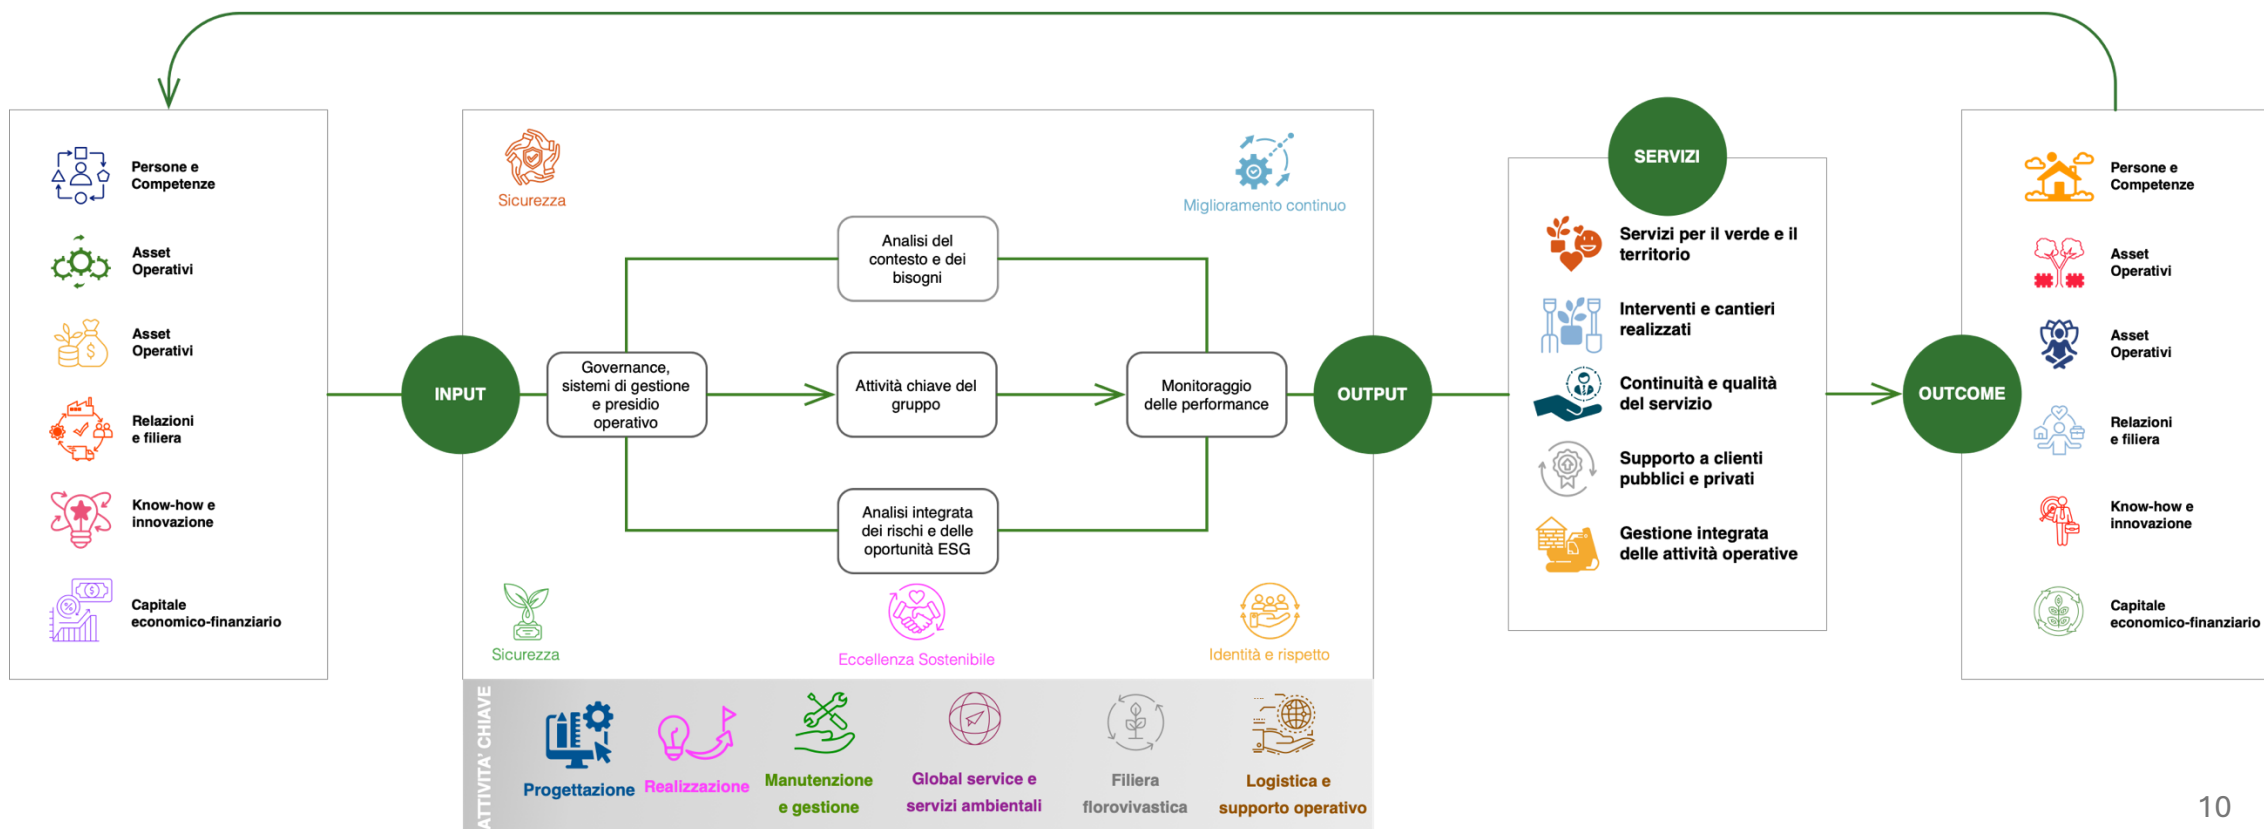 Persone e
Competenze
Asset
Operativi
Asset
Operativi
Relazioni
e filiera
Know-how e
innovazione
Capitale
economico-finanziario
INPUT
Sicurezza
Miglioramento continuo
Analisi del
contesto e dei
bisogni
Governance,
sistemi di gestione
e presidio
operativo
Attività chiave del
gruppo
Monitoraggio
delle performance
Analisi integrata
dei rischi e delle
oportunità ESG
Sicurezza
Eccellenza Sostenibile
Identità e rispetto
ATTIVITA' CHIAVE
Progettazione
Realizzazione
Manutenzione
e gestione
Global service e
servizi ambientali
Filiera
florovivastica
Logistica e
supporto operativo
OUTPUT
SERVIZI
Servizi per il verde e il
territorio
Interventi e cantieri
realizzati
Continuità e qualità
del servizio
Supporto a clienti
pubblici e privati
Gestione integrata
delle attività operative
OUTCOME
Persone e
Competenze
Asset
Operativi
Asset
Operativi
Relazioni
e filiera
Know-how e
innovazione
Capitale
economico-finanziario
10